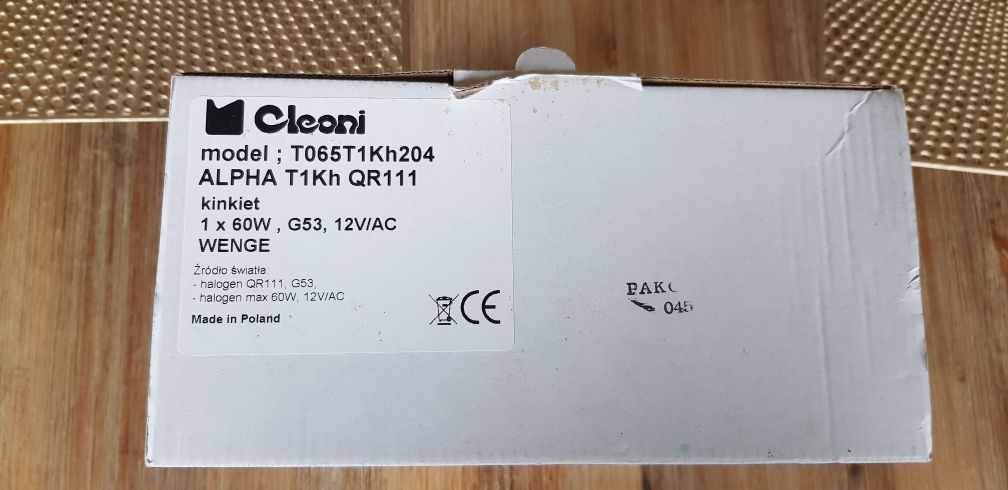 Cleoni
model ; T065T1Kh204
ALPHA T1Kh QR111
kinkiet
1 x 60W , G53, 12V/AC
WENGE
Źródło światła:
- halogen QR111, G53,
- halogen max 60W, 12V/AC
Made in Poland
CE
045